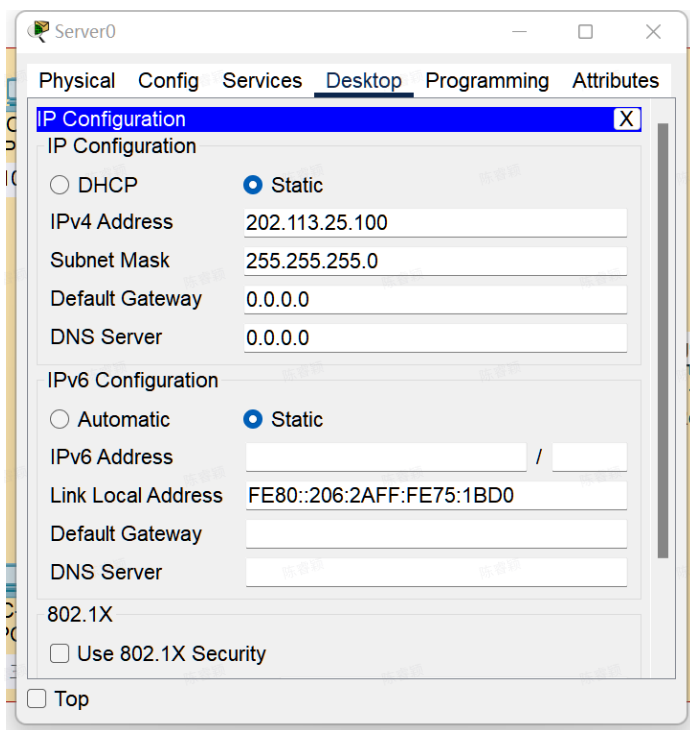 Server0
Physical Config Services Desktop Programming Attributes
IP Configuration X
IP Configuration
DHCP Static
IPv4 Address 202.113.25.100
Subnet Mask 255.255.255.0
Default Gateway 0.0.0.0
DNS Server 0.0.0.0
IPv6 Configuration
Automatic Static
IPv6 Address /
Link Local Address FE80::206:2AFF:FE75:1BD0
Default Gateway
DNS Server
802.1X
Use 802.1X Security
Top